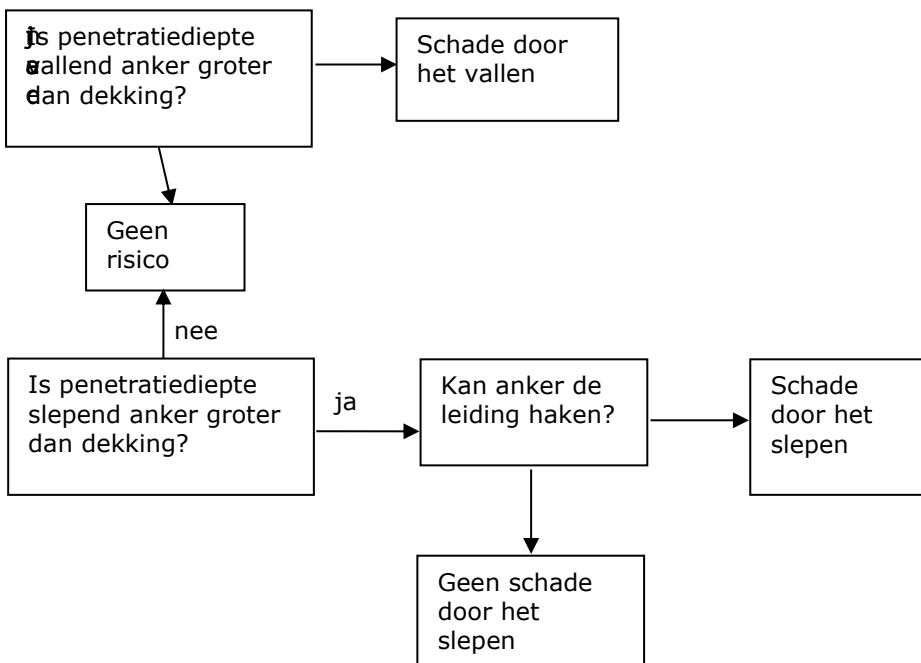 Is penetratiediepte
vallend anker groter
dan dekking?
Schade door
het vallen
Geen
risico
nee
Is penetratiediepte
slepend anker groter
dan dekking?
ja
Kan anker de
leiding haken?
Schade
door het
slepen
Geen schade
door het
slepen